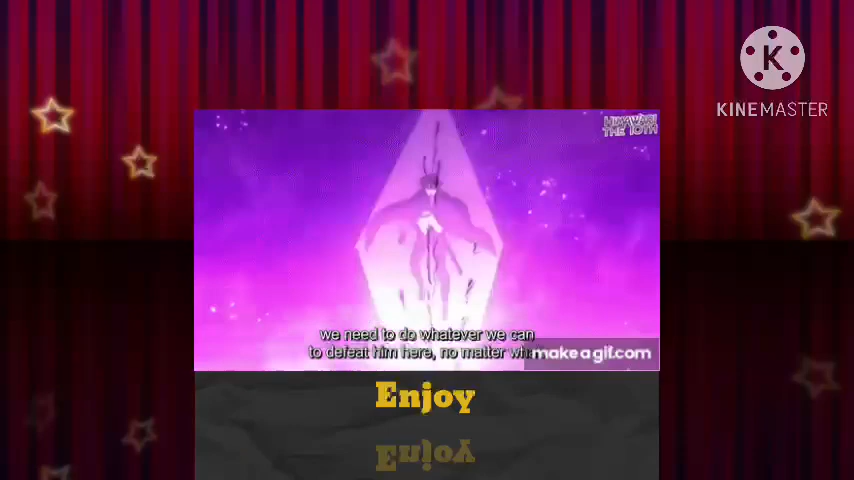 K
KINEMASTER
HIMAWARI
THE 10TH
we need to do whatever we can
to defeat him here, no matter
makeagif.com
Enjoy
Enjoy